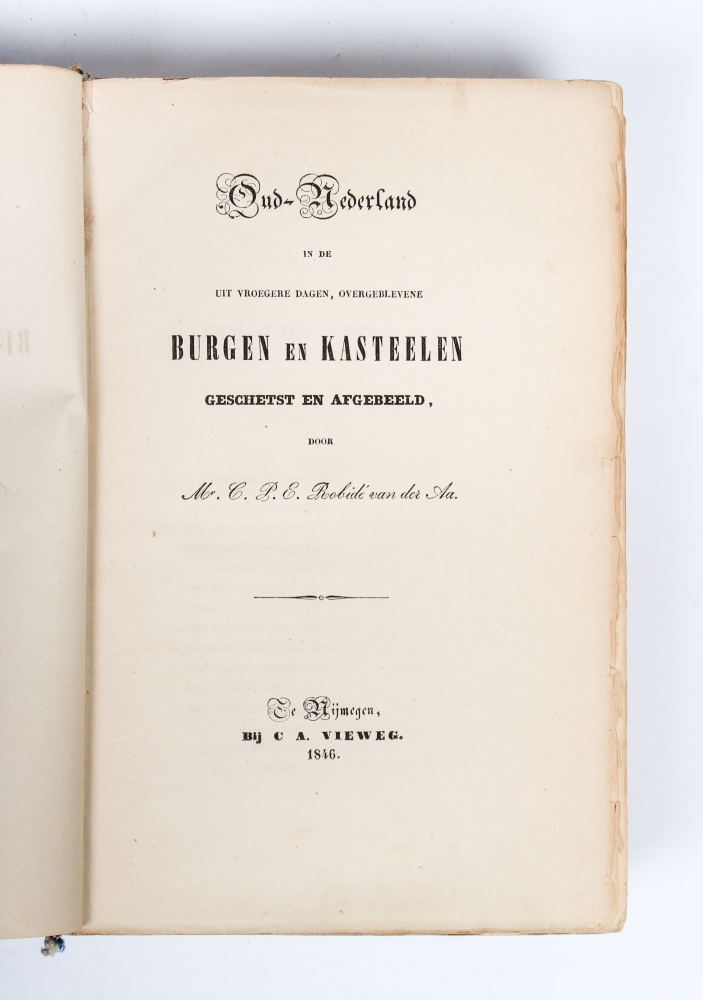 Oud-Nederland
IN DE
UIT VROEGERE DAGEN, OVERGEBLEVENE
BURGEN EN KASTEELEN
GESCHETST EN AFGEBEELD,
DOOR
Mr. C. P. E. Robidé van der Aa.
Te Nijmegen,
Bij C A. VIEWEG.
1846.